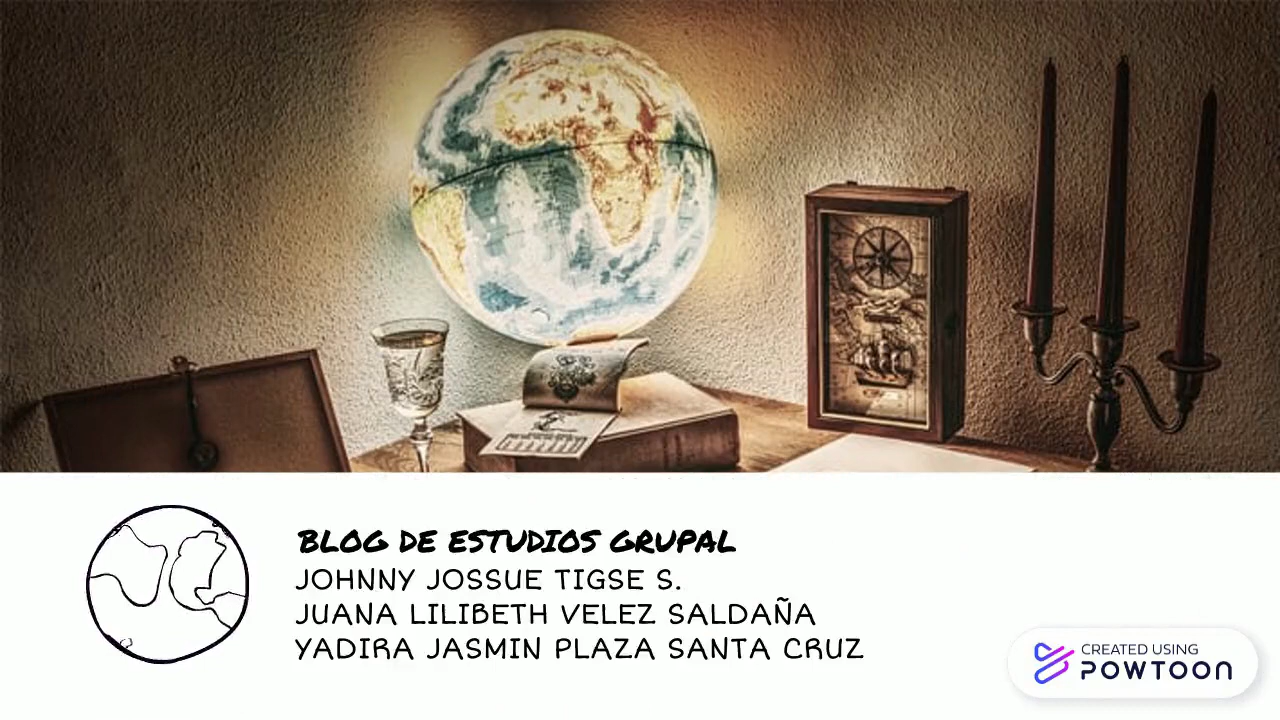 BLOG DE ESTUDIOS GRUPAL
JOHNNY JOSSUE TIGSE S.
JUANA LILIBETH VELEZ SALDAÑA
YADIRA JASMIN PLAZA SANTA CRUZ
CREATED USING
POWTOON